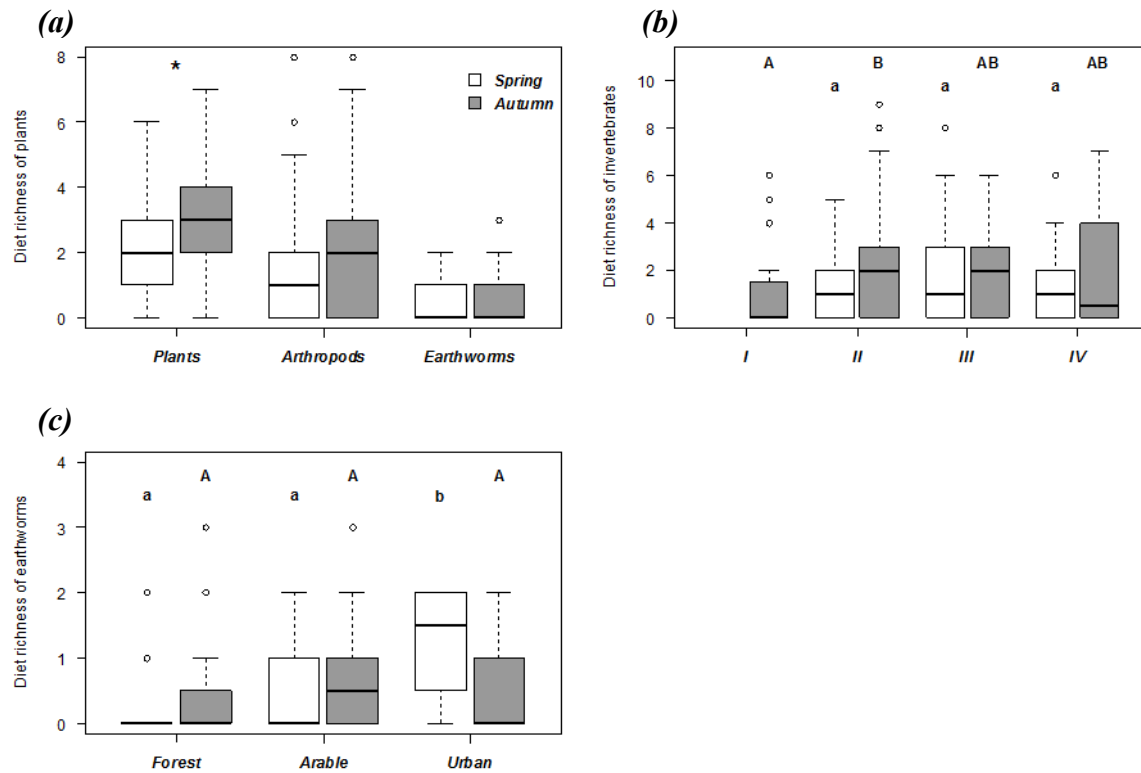 (a)
Diet richness of plants
8
6
4
2
0
*
Spring
Autumn
Plants Arthropods Earthworms
(b)
Diet richness of invertebrates
10
8
6
4
2
0
A B AB AB
a a a
I II III IV
(c)
Diet richness of earthworms
4
3
2
1
0
A A A
a a b
Forest Arable Urban